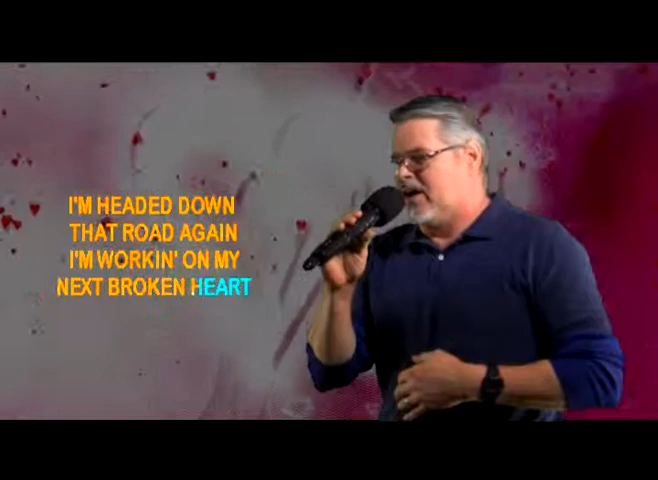 I'M HEADED DOWN
THAT ROAD AGAIN
I'M WORKIN' ON MY
NEXT BROKEN HEART